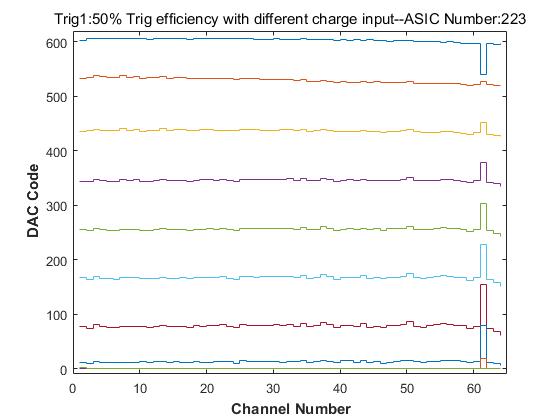 Trig1:50% Trig efficiency with different charge input--ASIC Number:223
600
500
400
300
200
100
0
DAC Code
0 10 20 30 40 50 60
Channel Number